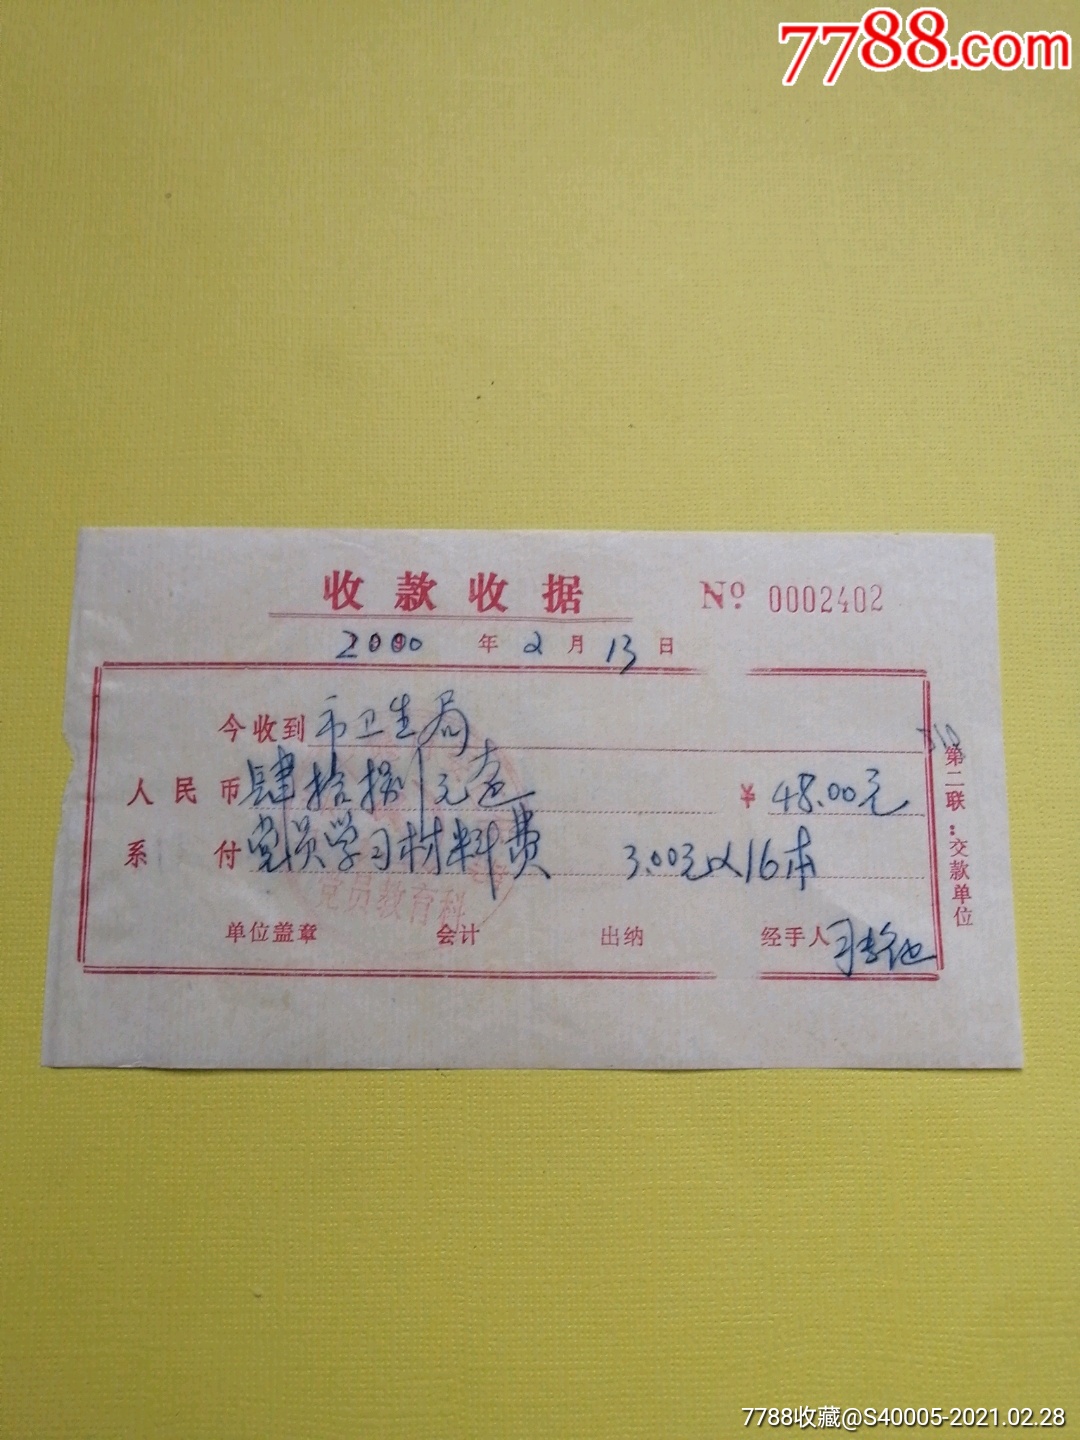 7788.com
收款收据 Nº 0002402
2000 年 2 月 13 日
今收到 市卫生局
人民币 肆拾捌元
¥ 48.00元
系付 党员学习材料费 3.00元×16本
党员教育科
单位盖章 会计 出纳 经手人
第二联:交款单位
7788收藏@S40005-2021.02.28